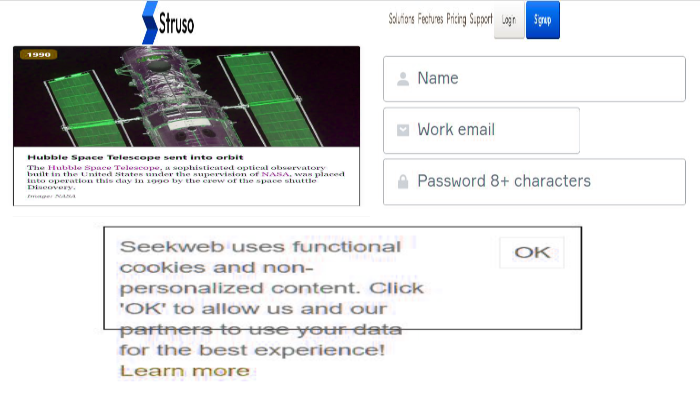 Struso
Solutions Features Pricing Support Login Signup
1990
Hubble Space Telescope sent into orbit
The Hubble Space Telescope, a sophisticated optical observatory
built in the United States under the supervision of NASA, was placed
into operation this day in 1990 by the crew of the space shuttle
Discovery.
Image: NASA
Name
Work email
Password 8+ characters
Seekweb uses functional
cookies and non-
personalized content. Click
'OK' to allow us and our
partners to use your data
for the best experience!
Learn more
OK